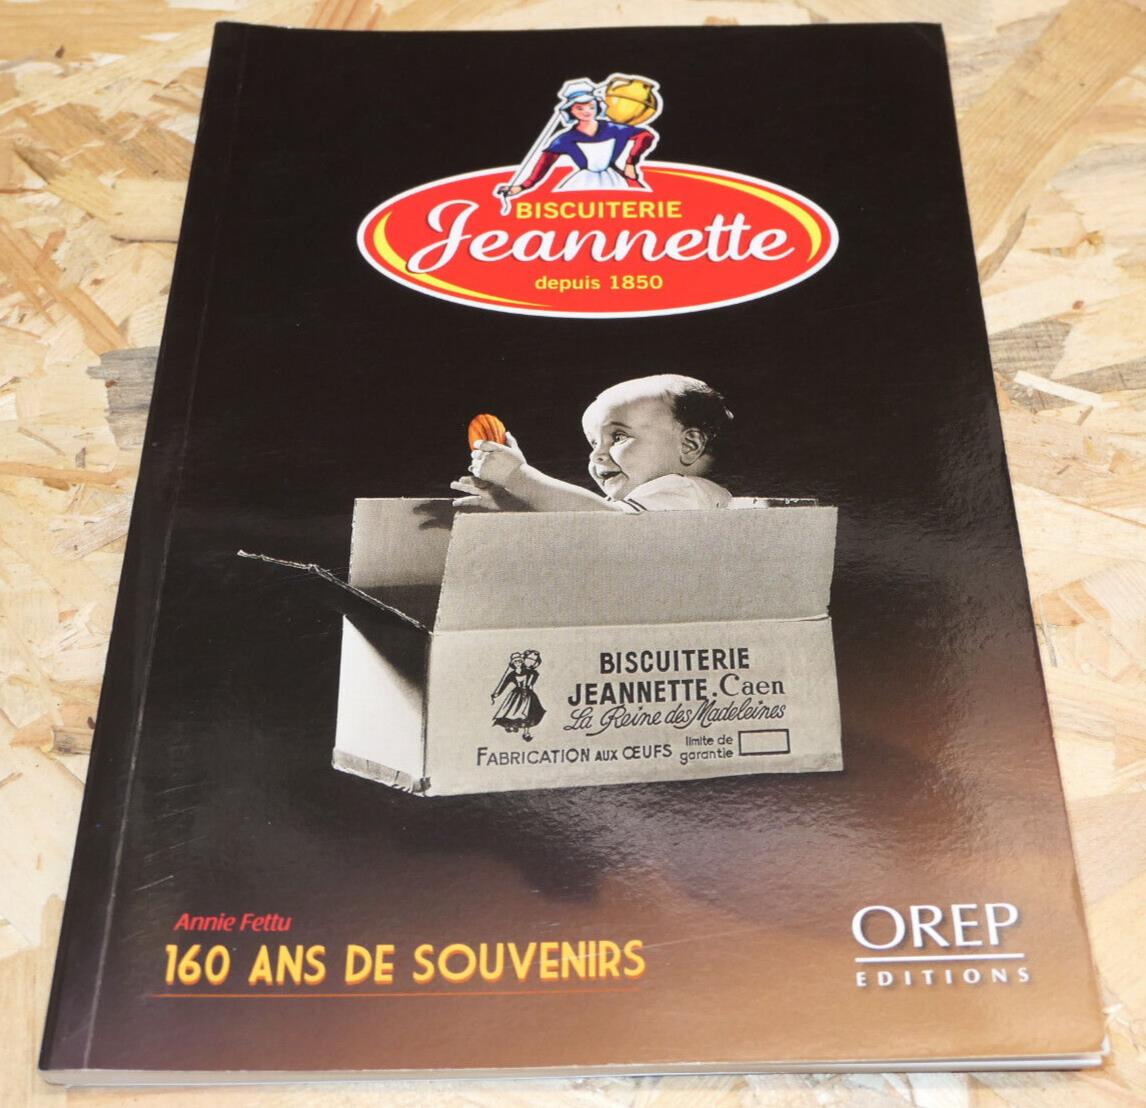 BISCUITERIE
Jeannette
depuis 1850
BISCUITERIE
JEANNETTE.Caen
La Reine des Madeleines
FABRICATION AUX ŒUFS limite de
garantie
Annie Fettu
160 ANS DE SOUVENIRS
OREP
EDITIONS